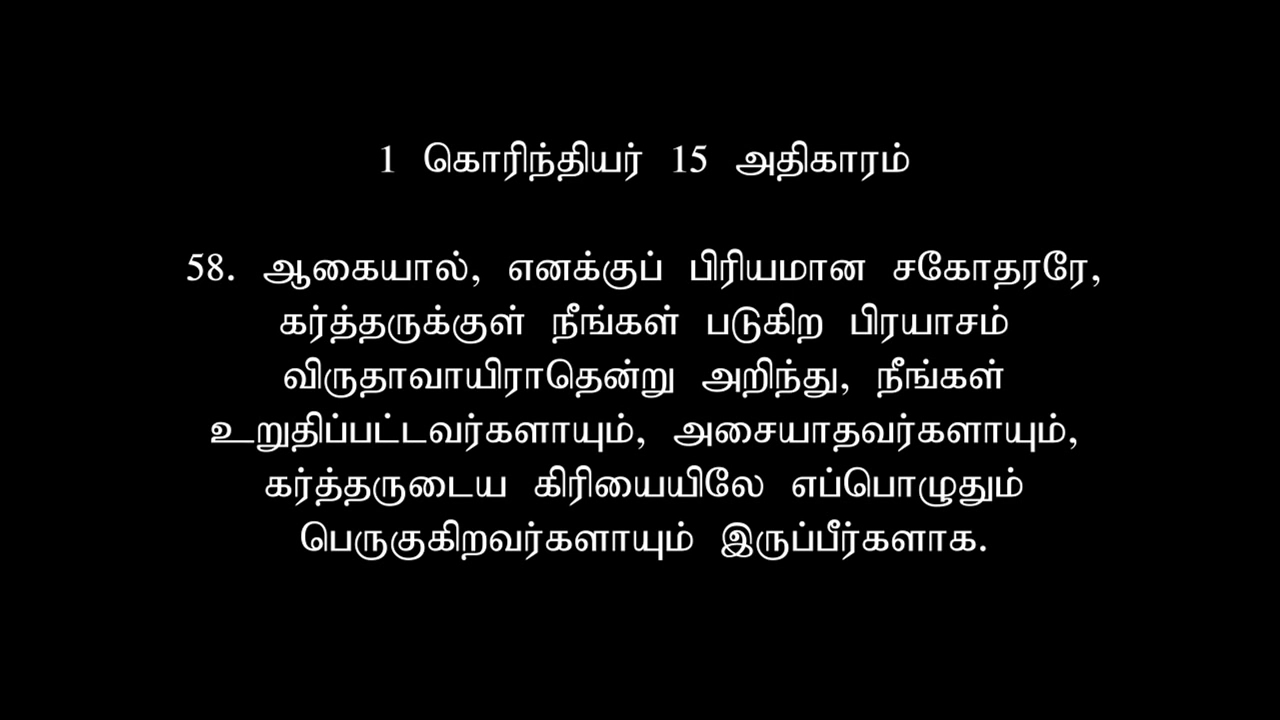 1 கொரிந்தியர் 15 அதிகாரம்
58. ஆகையால், எனக்குப் பிரியமான சகோதரரே,
கர்த்தருக்குள் நீங்கள் படுகிற பிரயாசம்
விருதாவாயிராதென்று அறிந்து, நீங்கள்
உறுதிப்பட்டவர்களாயும், அசையாதவர்களாயும்,
கர்த்தருடைய கிரியையிலே எப்பொழுதும்
பெருகுகிறவர்களாயும் இருப்பீர்களாக.